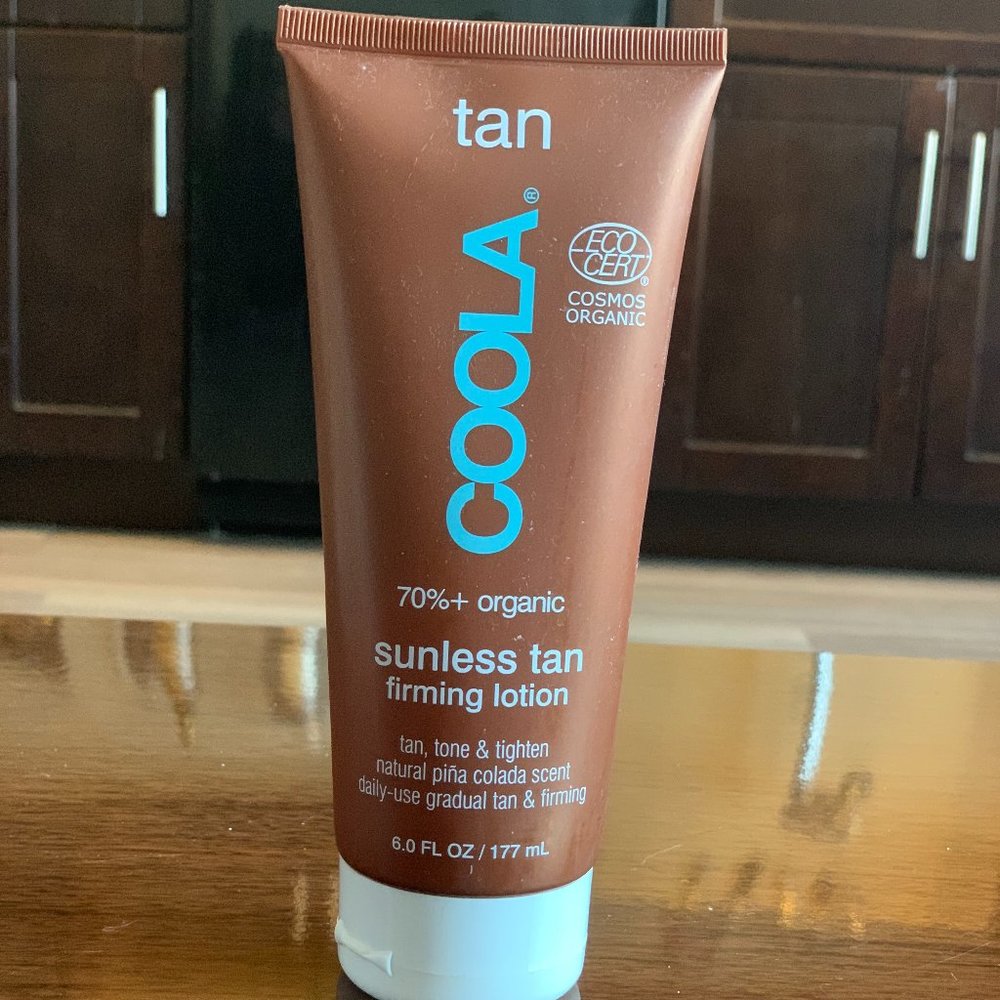 tan
COOLA®
ECO
CERT®
COSMOS
ORGANIC
70%+ organic
sunless tan
firming lotion
tan, tone & tighten
natural piña colada scent
daily-use gradual tan & firming
6.0 FL OZ / 177 mL